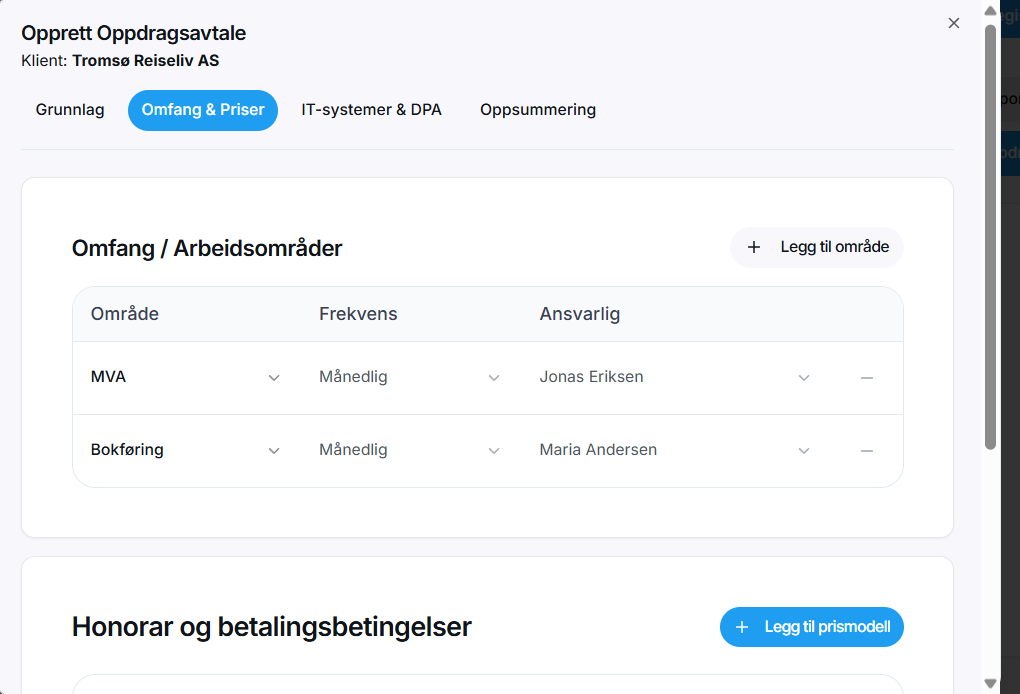 Opprett Oppdragsavtale
Klient: Tromsø Reiseliv AS
Grunnlag
Omfang & Priser
IT-systemer & DPA
Oppsummering
Omfang / Arbeidsområder
Legg til område
Område Frekvens Ansvarlig
MVA Månedlig Jonas Eriksen
Bokføring Månedlig Maria Andersen
Honorar og betalingsbetingelser
Legg til prismodell